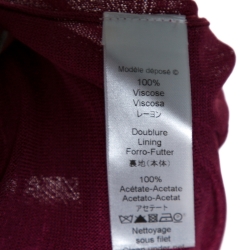 Modèle déposé ©
100%
Viscose
Viscosa
レーヨン
Doublure
Lining
Forro-Futter
裏地(本体)
100%
Acétate-Acetate
Acetato-Acetat
アセテート
Nettoyage
sous filet